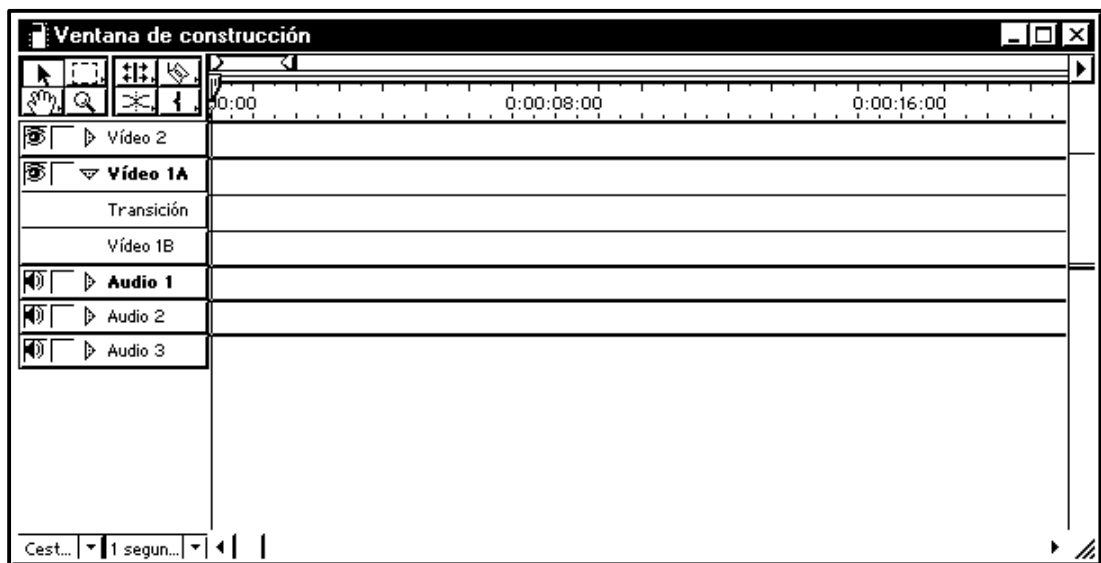 Ventana de construcción
0:00 0:00:08:00 0:00:16:00
Vídeo 2
Vídeo 1A
Transición
Vídeo 1B
Audio 1
Audio 2
Audio 3
Cest... 1 segun...